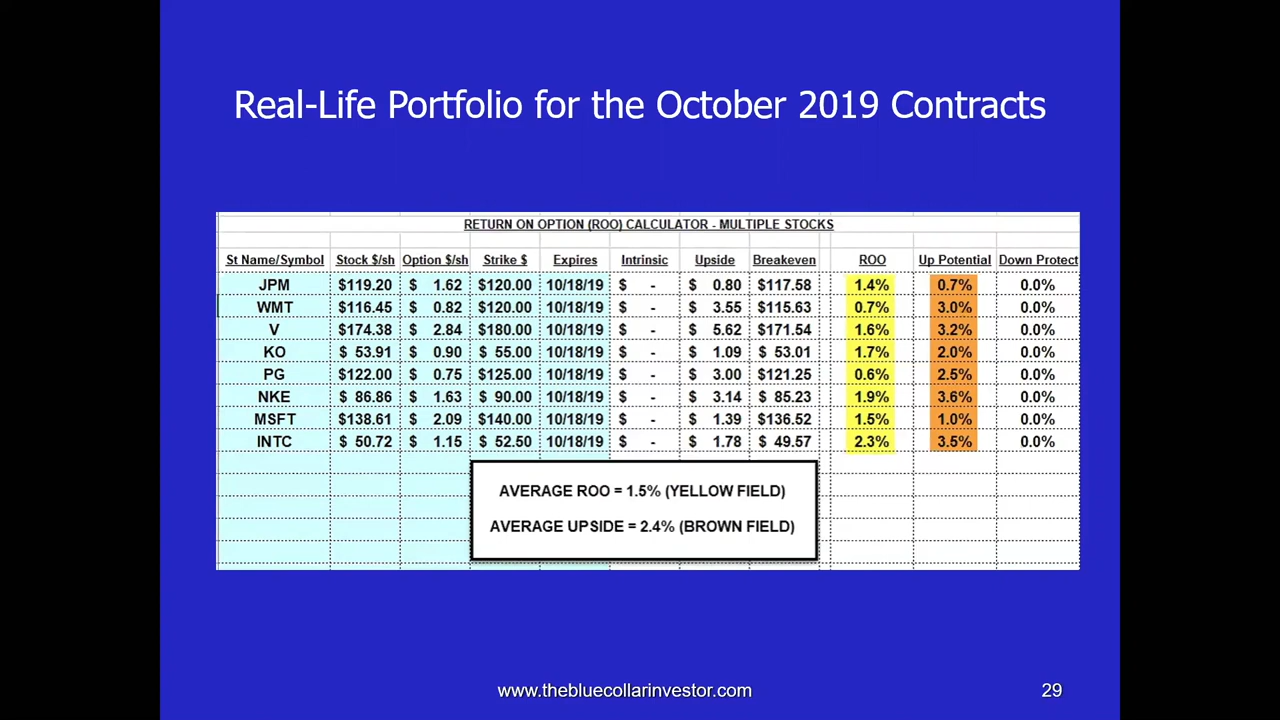 Real-Life Portfolio for the October 2019 Contracts
RETURN ON OPTION (ROO) CALCULATOR - MULTIPLE STOCKS
St Name/Symbol Stock $/sh Option $/sh Strike $ Expires Intrinsic Upside Breakeven ROO Up Potential Down Protect
JPM $119.20 $ 1.62 $120.00 10/18/19 $ - $ 0.80 $117.58 1.4% 0.7% 0.0%
WMT $116.45 $ 0.82 $120.00 10/18/19 $ - $ 3.55 $115.63 0.7% 3.0% 0.0%
V $174.38 $ 2.84 $180.00 10/18/19 $ - $ 5.62 $171.54 1.6% 3.2% 0.0%
KO $ 53.91 $ 0.90 $ 55.00 10/18/19 $ - $ 1.09 $ 53.01 1.7% 2.0% 0.0%
PG $122.00 $ 0.75 $125.00 10/18/19 $ - $ 3.00 $121.25 0.6% 2.5% 0.0%
NKE $ 86.86 $ 1.63 $ 90.00 10/18/19 $ - $ 3.14 $ 85.23 1.9% 3.6% 0.0%
MSFT $138.61 $ 2.09 $140.00 10/18/19 $ - $ 1.39 $136.52 1.5% 1.0% 0.0%
INTC $ 50.72 $ 1.15 $ 52.50 10/18/19 $ - $ 1.78 $ 49.57 2.3% 3.5% 0.0%
AVERAGE ROO = 1.5% (YELLOW FIELD)
AVERAGE UPSIDE = 2.4% (BROWN FIELD)
www.thebluecollarinvestor.com
29